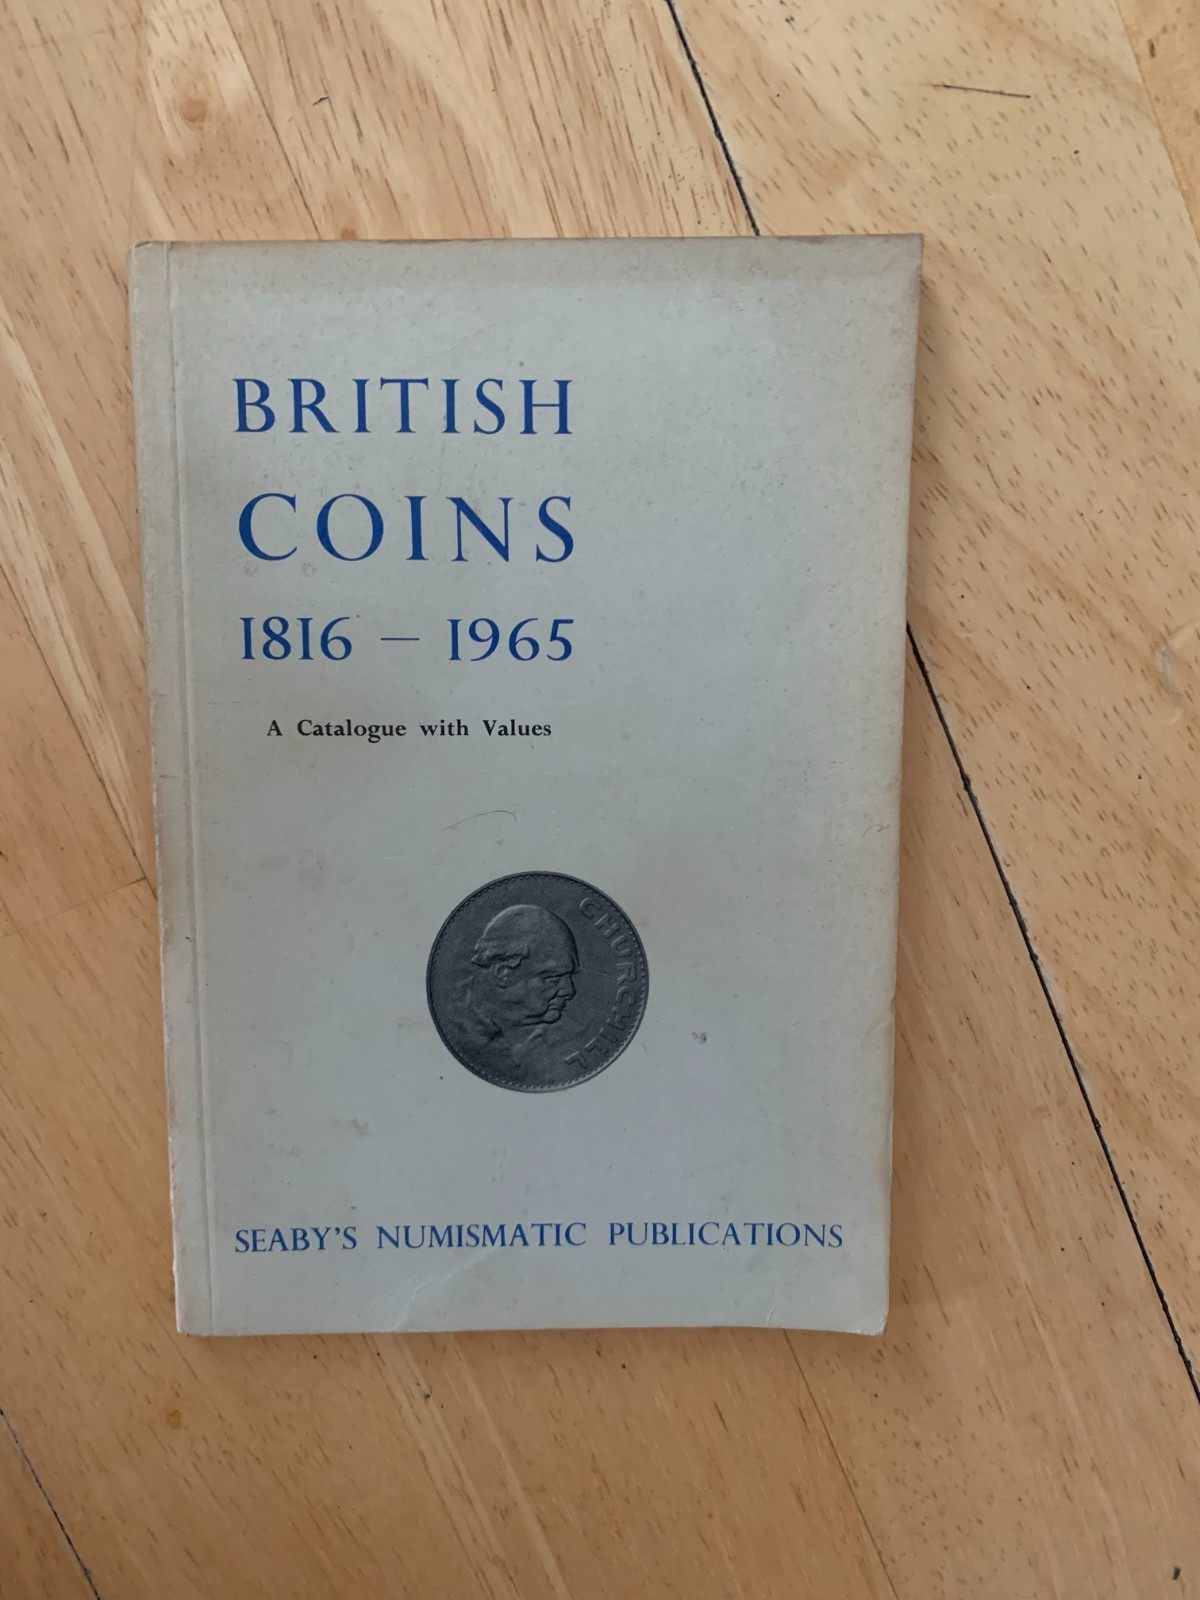 BRITISH
COINS
1816 – 1965
A Catalogue with Values
CHURCHILL
SEABY'S NUMISMATIC PUBLICATIONS